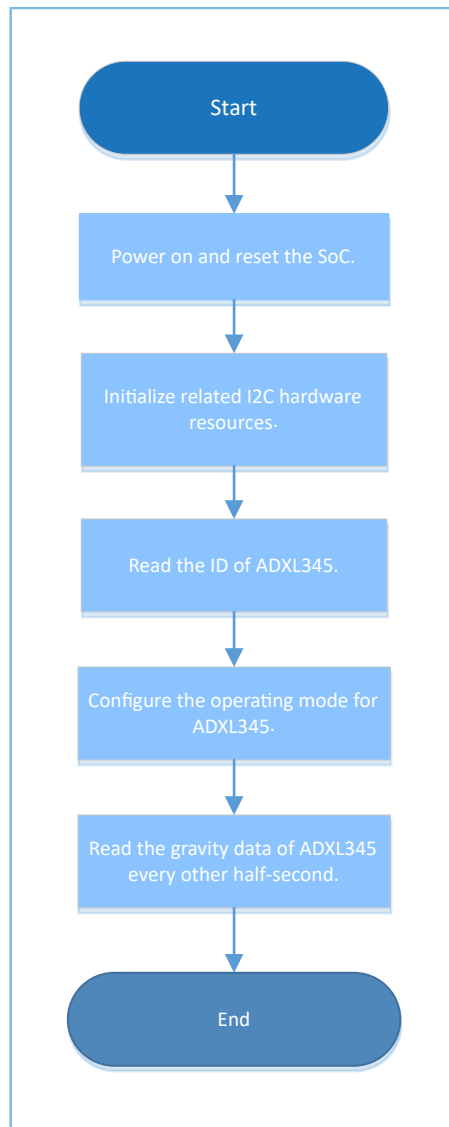 Start
Power on and reset the SoC.
Initialize related I2C hardware
resources.
Read the ID of ADXL345.
Configure the operating mode for
ADXL345.
Read the gravity data of ADXL345
every other half-second.
End